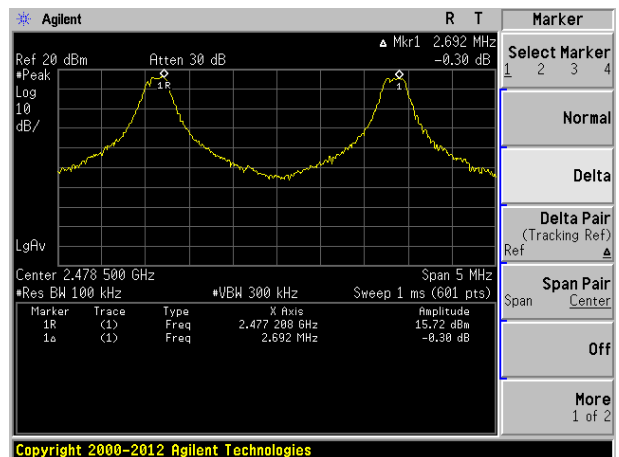 Agilent R T Marker
▵ Mkr1 2.692 MHz
Ref 20 dBm Atten 30 dB -0.30 dB
#Peak
Log
10
dB/
1R
1
LgAv
Center 2.478 500 GHz Span 5 MHz
#Res BW 100 kHz #VBW 300 kHz Sweep 1 ms (601 pts)
Marker Trace Type X Axis Amplitude
1R (1) Freq 2.477 208 GHz 15.72 dBm
1▵ (1) Freq 2.692 MHz -0.30 dB
Select Marker
1 2 3 4
Normal
Delta
Delta Pair
(Tracking Ref)
Ref ▵
Span Pair
Span Center
Off
More
1 of 2
Copyright 2000-2012 Agilent Technologies